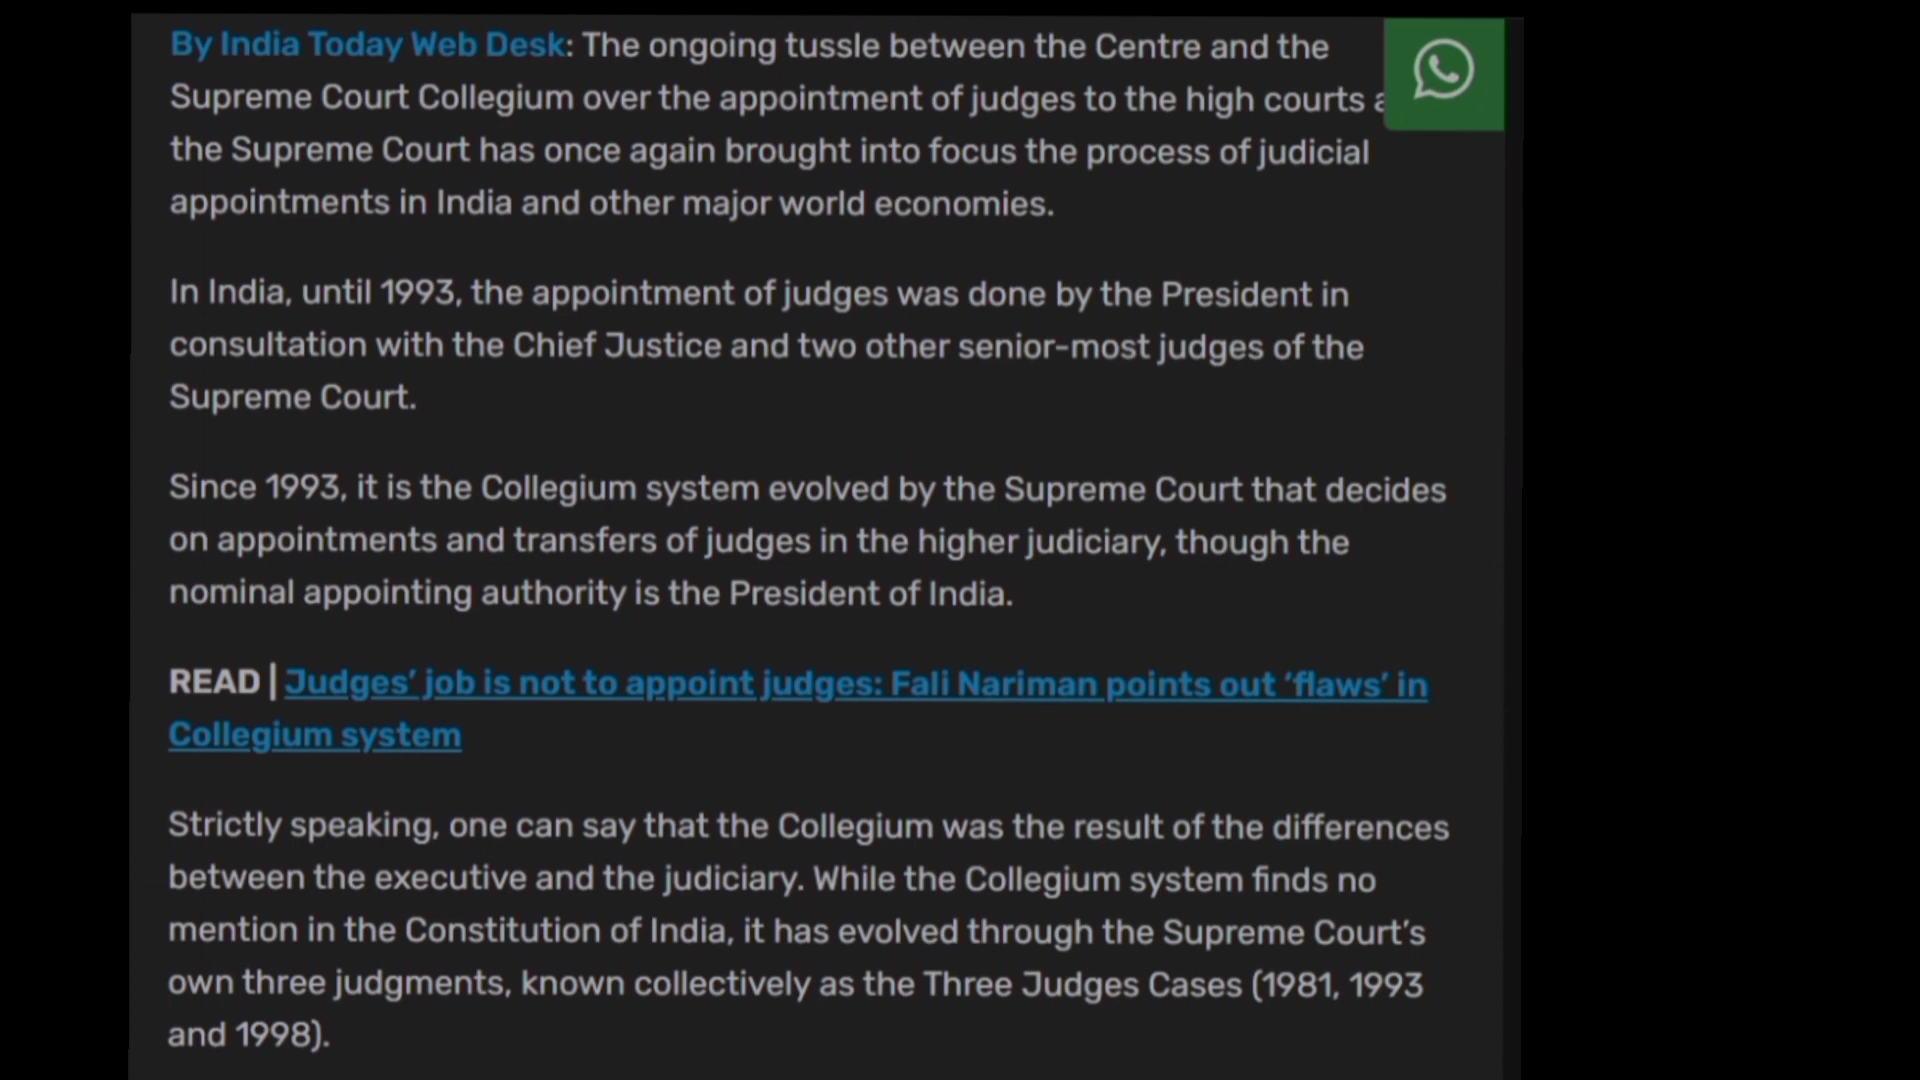 By India Today Web Desk: The ongoing tussle between the Centre and the
Supreme Court Collegium over the appointment of judges to the high courts
the Supreme Court has once again brought into focus the process of judicial
appointments in India and other major world economies.
In India, until 1993, the appointment of judges was done by the President in
consultation with the Chief Justice and two other senior-most judges of the
Supreme Court.
Since 1993, it is the Collegium system evolved by the Supreme Court that decides
on appointments and transfers of judges in the higher judiciary, though the
nominal appointing authority is the President of India.
READ | Judges’ job is not to appoint judges: Fali Nariman points out ‘flaws’ in
Collegium system
Strictly speaking, one can say that the Collegium was the result of the differences
between the executive and the judiciary. While the Collegium system finds no
mention in the Constitution of India, it has evolved through the Supreme Court’s
own three judgments, known collectively as the Three Judges Cases (1981, 1993
and 1998).